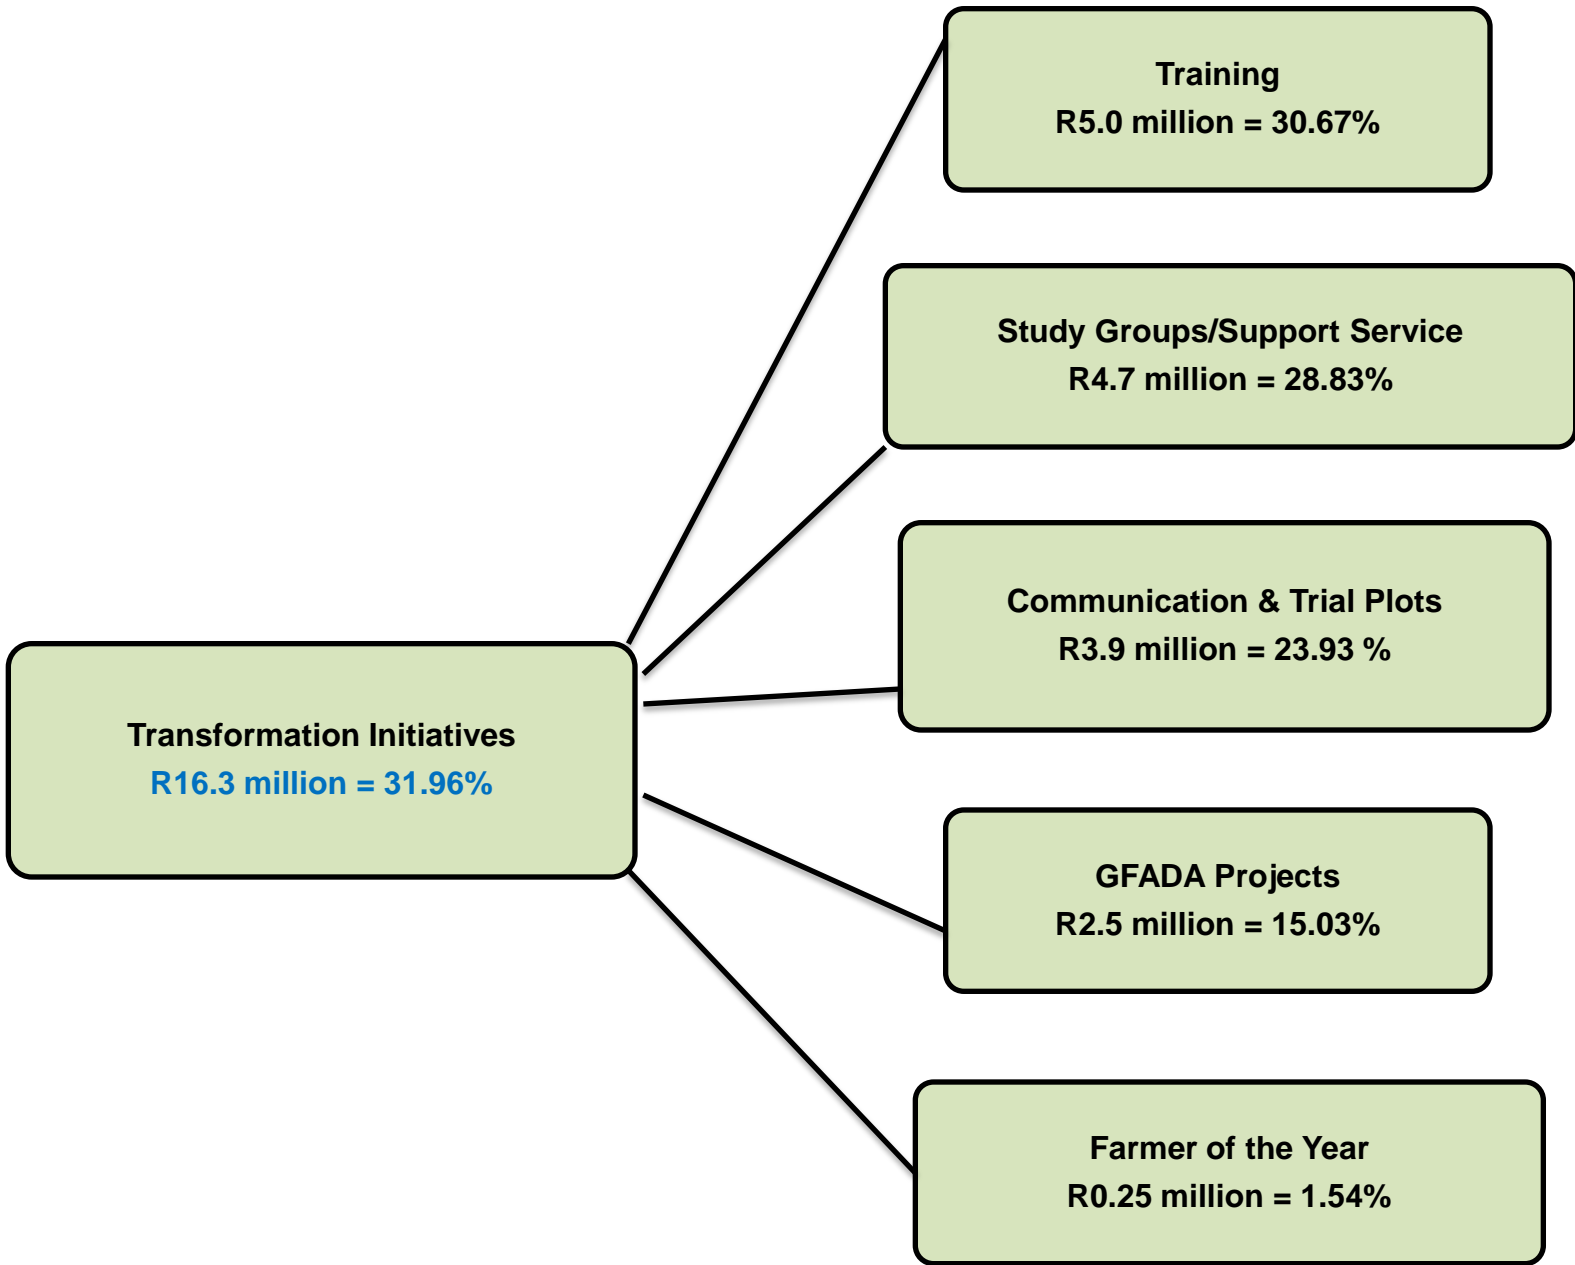 Training
R5.0 million = 30.67%
Study Groups/Support Service
R4.7 million = 28.83%
Communication & Trial Plots
R3.9 million = 23.93 %
Transformation Initiatives
R16.3 million = 31.96%
GFADA Projects
R2.5 million = 15.03%
Farmer of the Year
R0.25 million = 1.54%